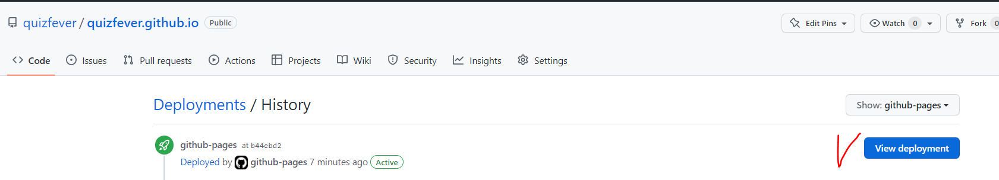 quizfever / quizfever.github.io Public Edit Pins Watch 0 Fork 0
Code Issues Pull requests Actions Projects Wiki Security Insights Settings
Deployments / History Show: github-pages
github-pages at b44ebd2 View deployment
Deployed by github-pages 7 minutes ago Active